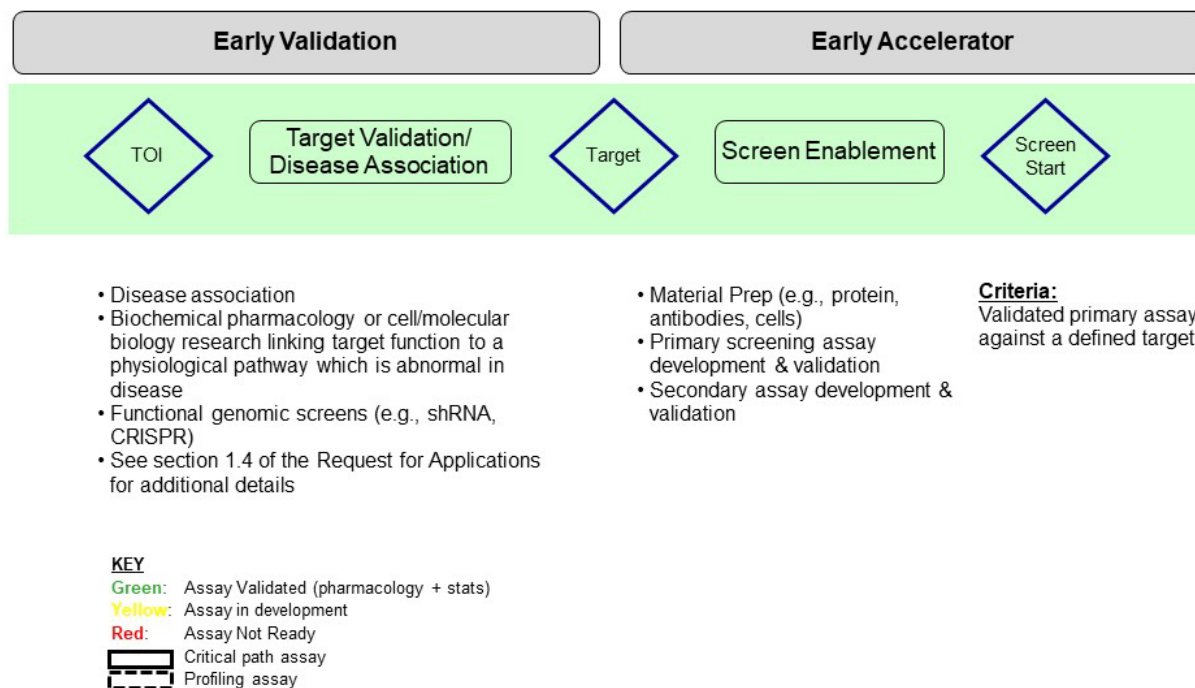 Early Validation
Early Accelerator
TOI
Target Validation/
Disease Association
Target
Screen Enablement
Screen
Start
• Disease association
• Biochemical pharmacology or cell/molecular
biology research linking target function to a
physiological pathway which is abnormal in
disease
• Functional genomic screens (e.g., shRNA,
CRISPR)
• See section 1.4 of the Request for Applications
for additional details
• Material Prep (e.g., protein,
antibodies, cells)
• Primary screening assay
development & validation
• Secondary assay development &
validation
Criteria:
Validated primary assay
against a defined target
KEY
Green: Assay Validated (pharmacology + stats)
Yellow: Assay in development
Red: Assay Not Ready
Critical path assay
Profiling assay